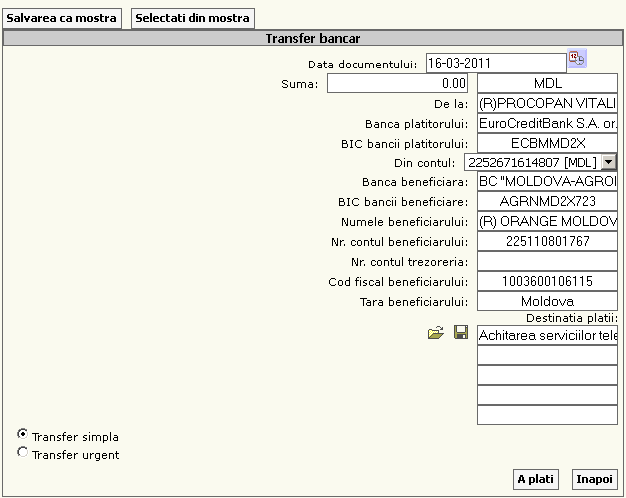 Salvarea ca mostra Selectati din mostra
Transfer bancar
Data documentului: 16-03-2011
Suma: 0.00 MDL
De la: (R)PROCOPAN VITALI
Banca platitorului: EuroCreditBank S.A. or.
BIC bancii platitorului: ECBMMD2X
Din contul: 2252671614807 [MDL]
Banca beneficiara: BC "MOLDOVA-AGROI
BIC bancii beneficiare: AGRNMD2X723
Numele beneficiarului: (R) ORANGE MOLDOV
Nr. contul beneficiarului: 225110801767
Nr. contul trezoreria:
Cod fiscal beneficiarului: 1003600106115
Tara beneficiarului: Moldova
Destinatia platii:
Achitarea serviciilor tele
Transfer simpla
Transfer urgent
A plati Inapoi